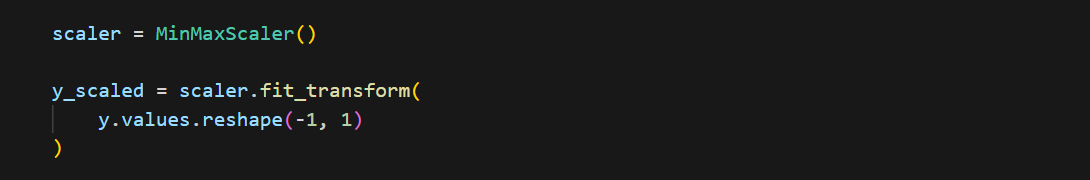 scaler = MinMaxScaler()
y_scaled = scaler.fit_transform(
    y.values.reshape(-1, 1)
)